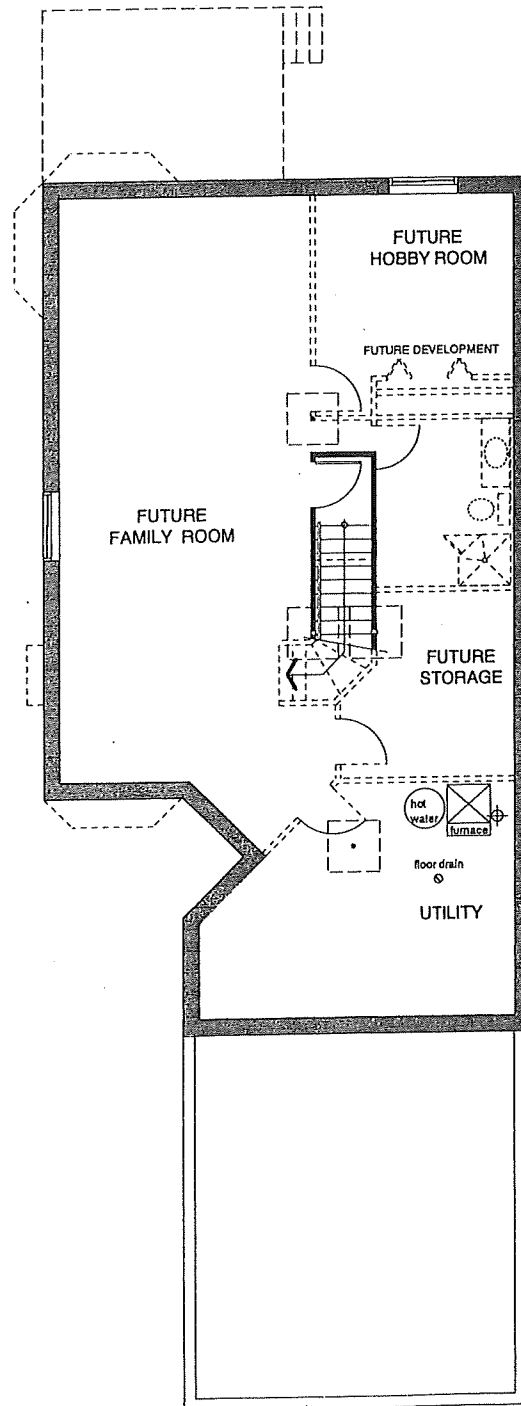 FUTURE
HOBBY ROOM
FUTURE DEVELOPMENT
FUTURE
FAMILY ROOM
FUTURE
STORAGE
hot
water
furnace
floor drain
UTILITY